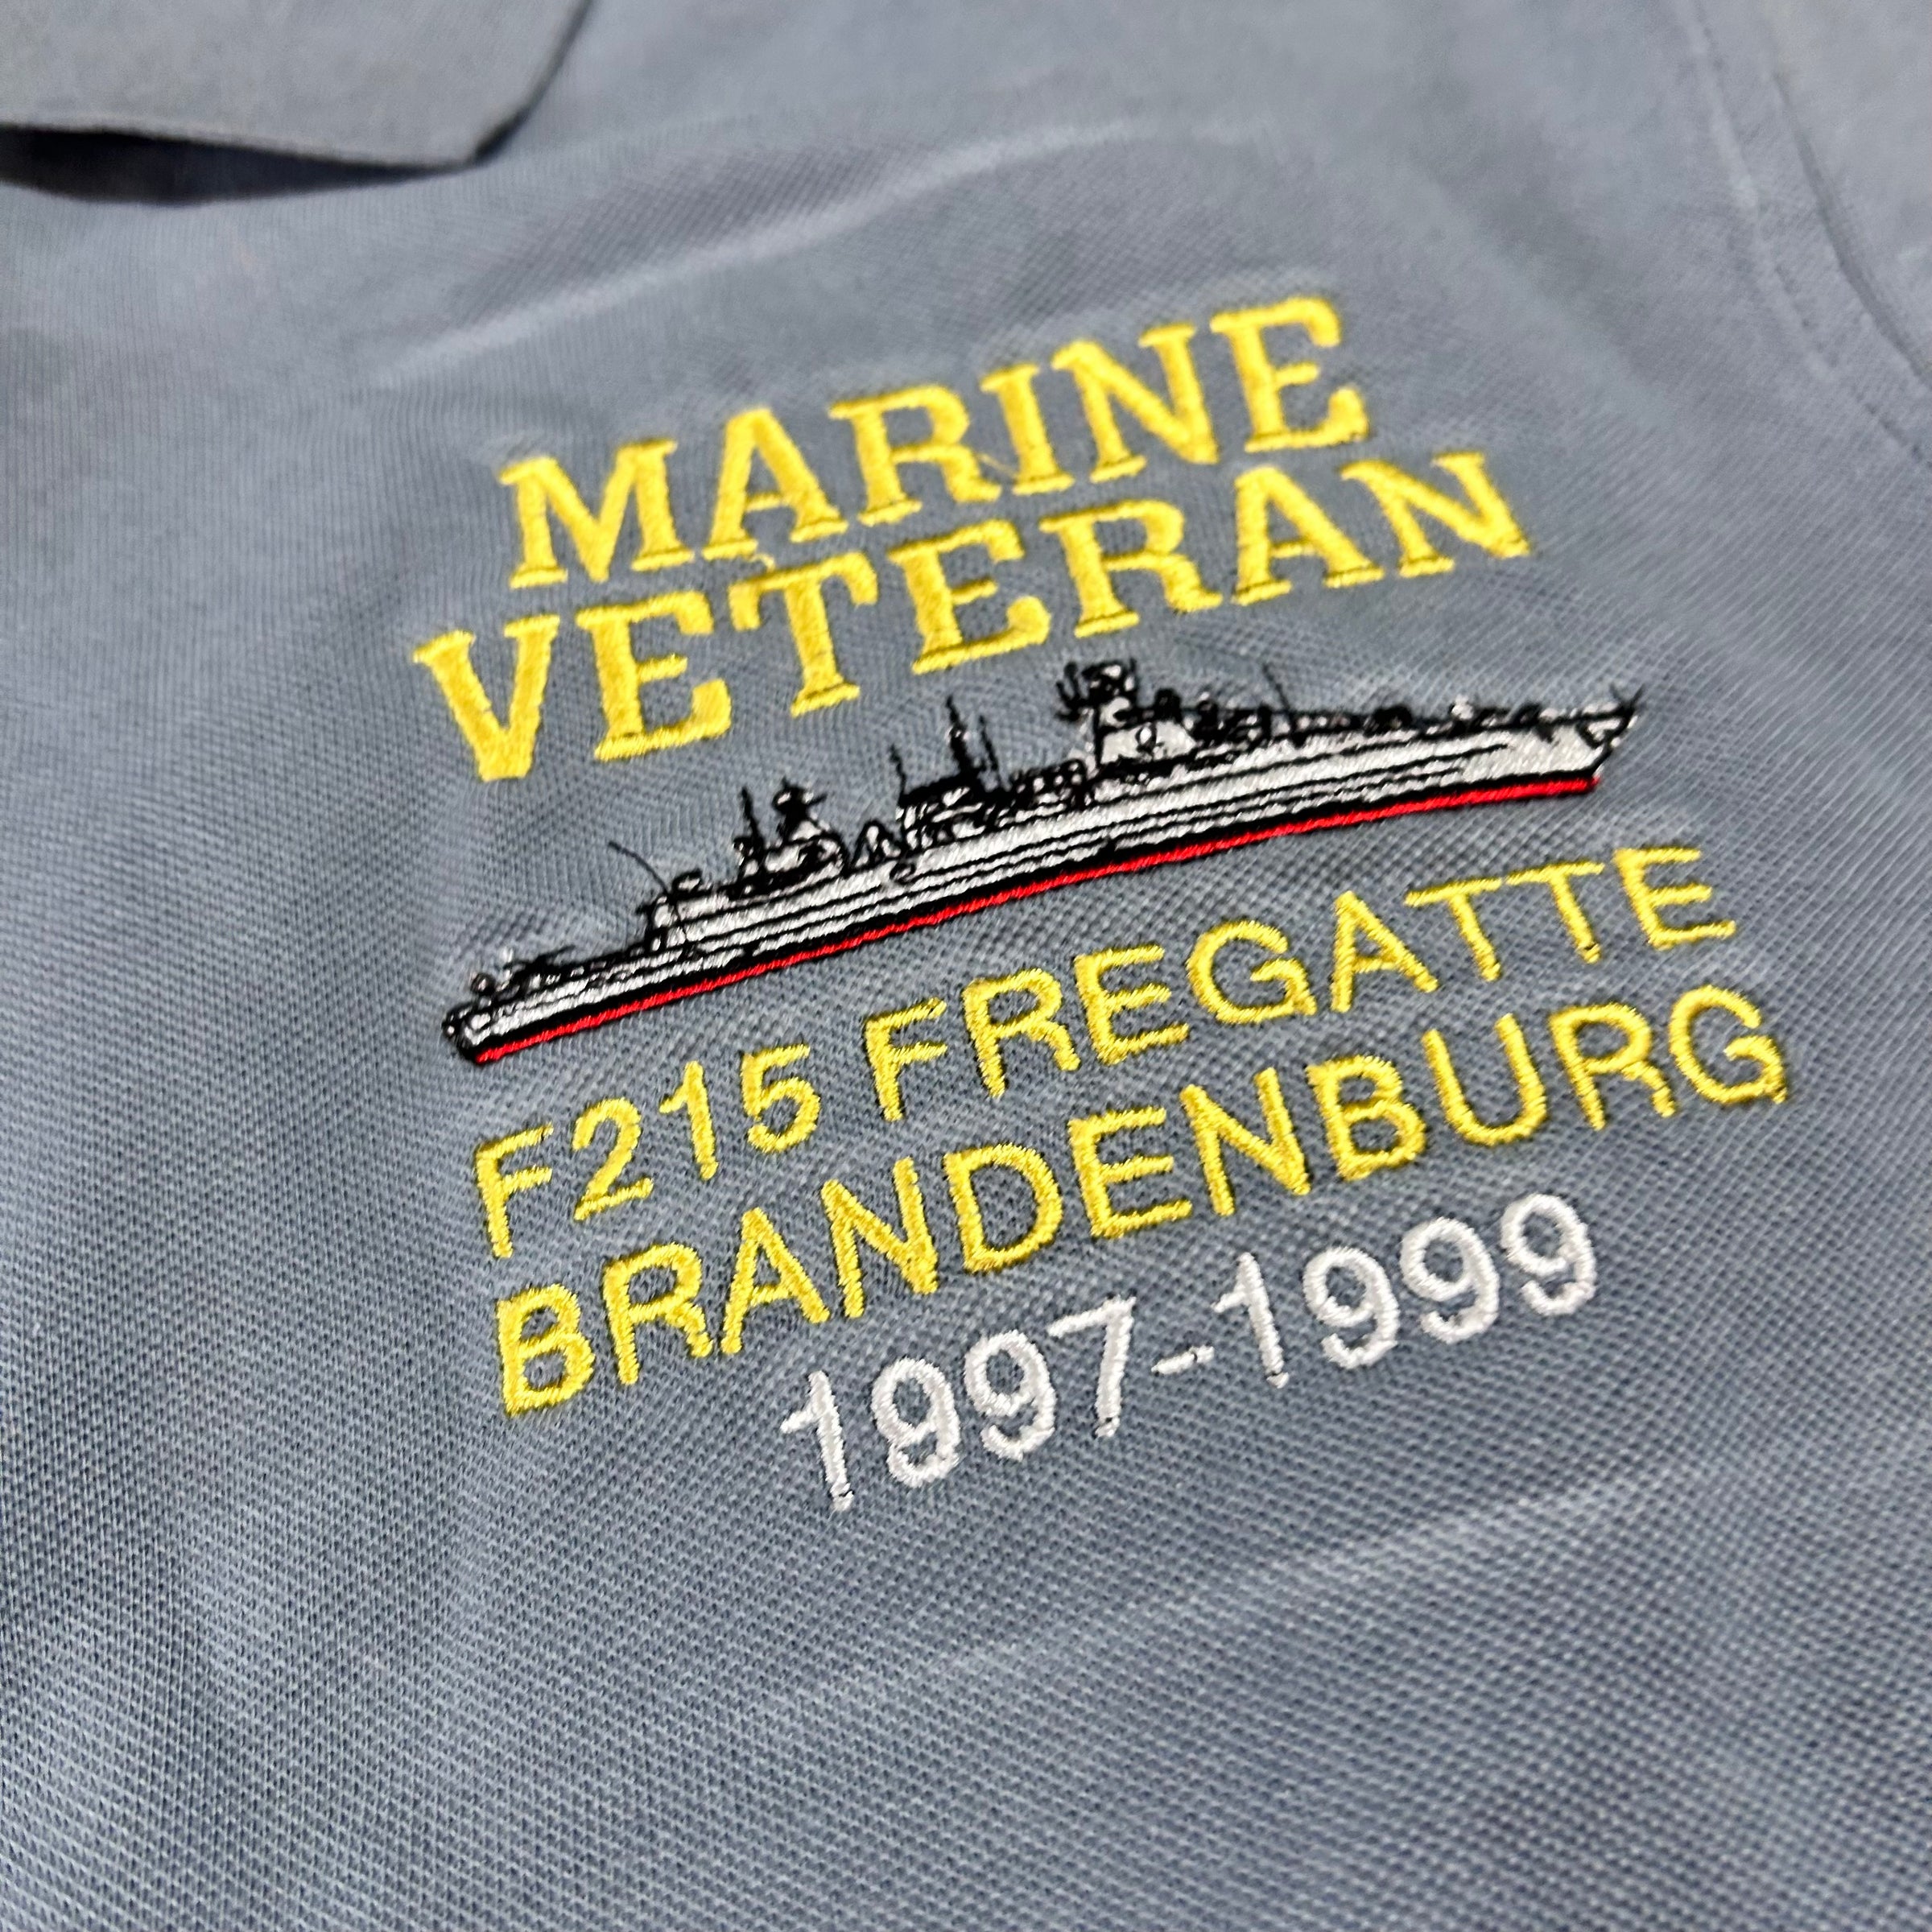 MARINE
VETERAN
F215 FREGATTE
BRANDENBURG
1997-1999